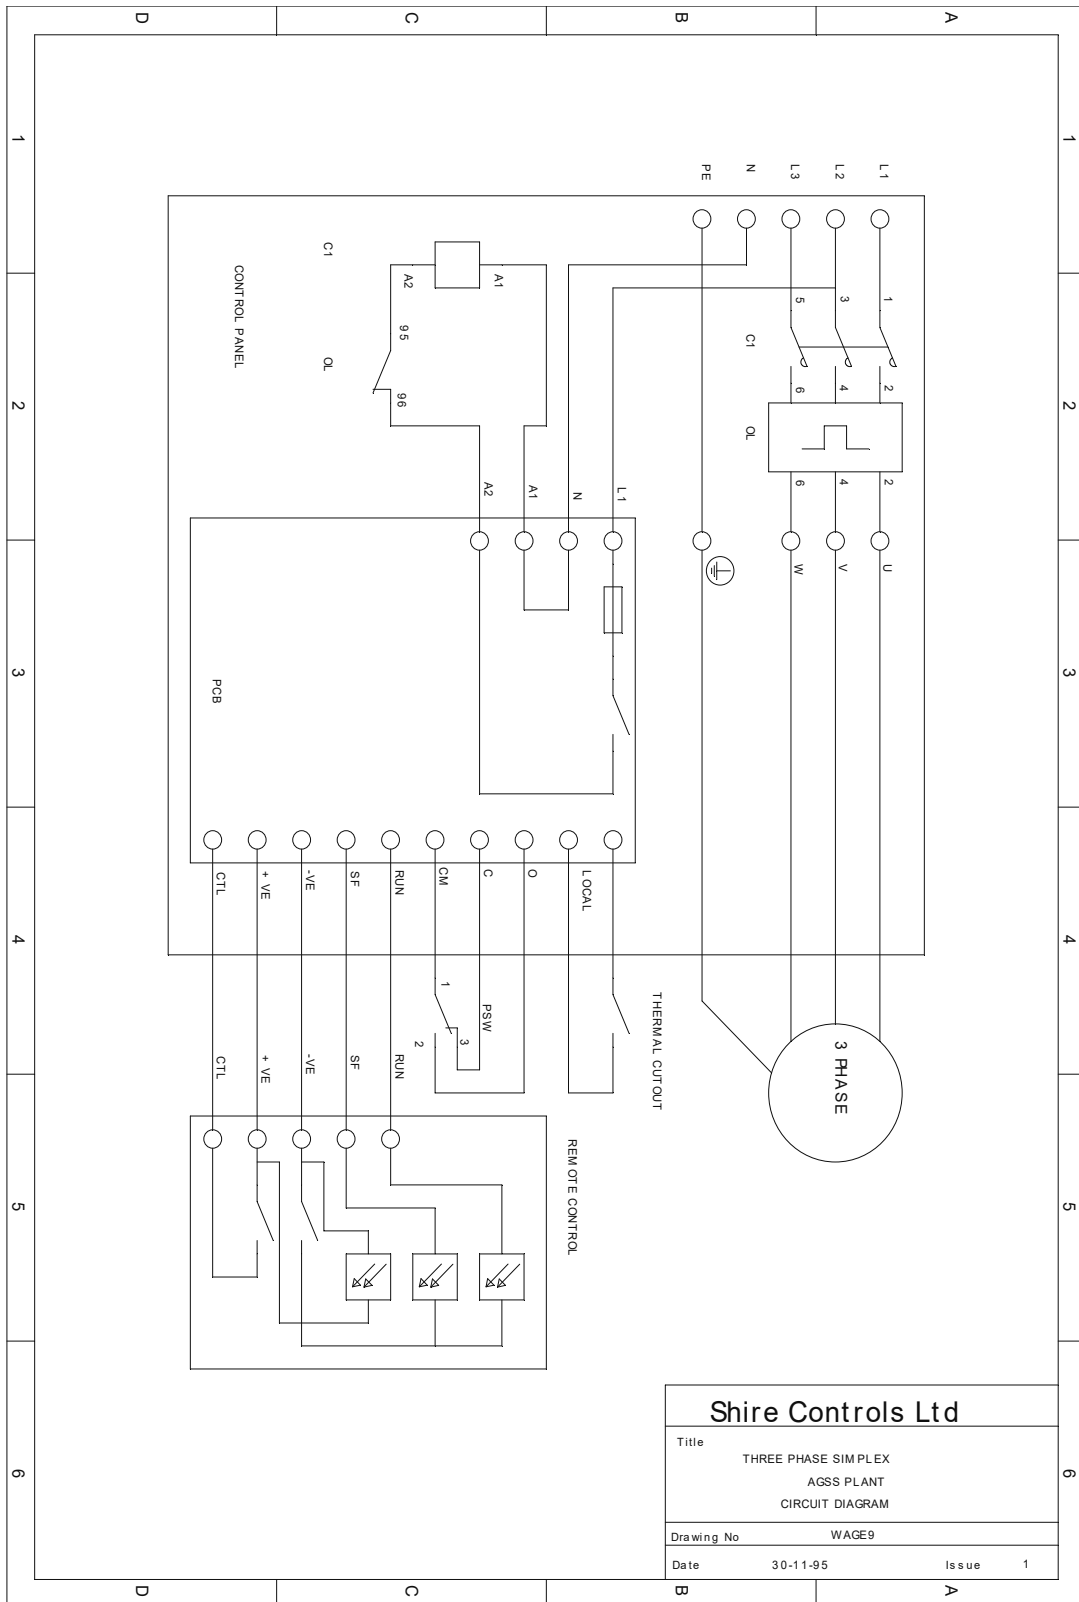 D
C
B
A
1
2
3
4
5
6
1
2
3
4
5
6
PE
N
L3
L2
L1
5
3
1
C1
6
4
2
OL
6
4
2
W
V
U
C1
A2
A1
CONTROL PANEL
95
OL
96
A2
A1
N
L1
PCB
CTL
+ VE
-VE
SF
RUN
CM
C
O
LOCAL
1
PSW
2
3
THERMAL CUTOUT
3 PHASE
CTL
+ VE
-VE
SF
RUN
REMOTE CONTROL
Shire Controls Ltd
Title
THREE PHASE SIMPLEX
AGSS PLANT
CIRCUIT DIAGRAM
Drawing No WAGE9
Date 30-11-95 Issue 1
D
C
B
A